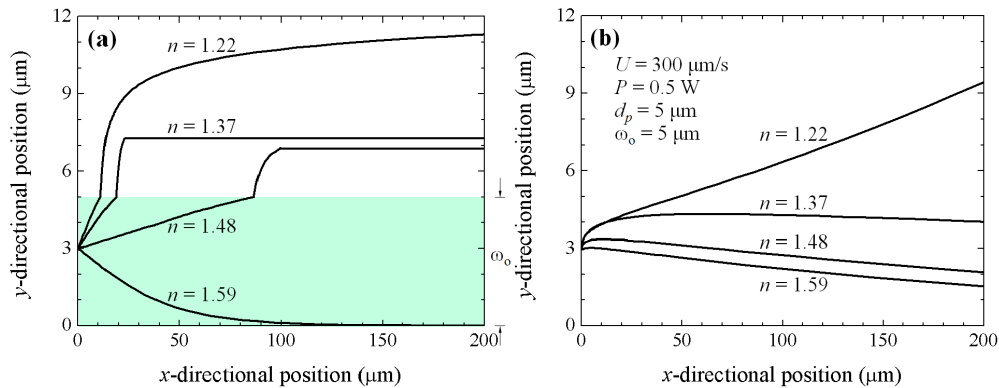 (a)
n = 1.22
n = 1.37
n = 1.48
n = 1.59
ωo
12
9
6
3
0
0
50
100
150
200
y-directional position (μm)
x-directional position (μm)
(b)
U = 300 μm/s
P = 0.5 W
dp = 5 μm
ωo = 5 μm
n = 1.22
n = 1.37
n = 1.48
n = 1.59
12
9
6
3
0
0
50
100
150
200
y-directional position (μm)
x-directional position (μm)